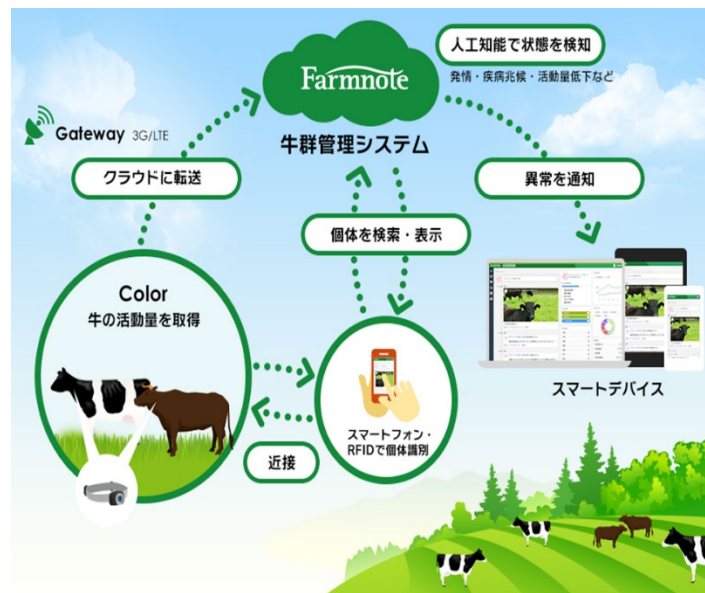 人工知能で状態を検知
発情・疾病兆候・活動量低下など
Farmnote
牛群管理システム
Gateway 3G/LTE
クラウドに転送
異常を通知
個体を検索・表示
Color
牛の活動量を取得
スマートデバイス
スマートフォン・
RFIDで個体識別
近接